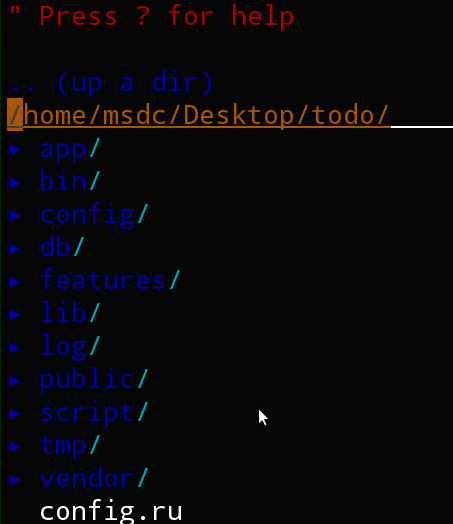 " Press ? for help
.. (up a dir)
/home/msdc/Desktop/todo/
▸ app/
▸ bin/
▸ config/
▸ db/
▸ features/
▸ lib/
▸ log/
▸ public/
▸ script/
▸ tmp/
▸ vendor/
config.ru